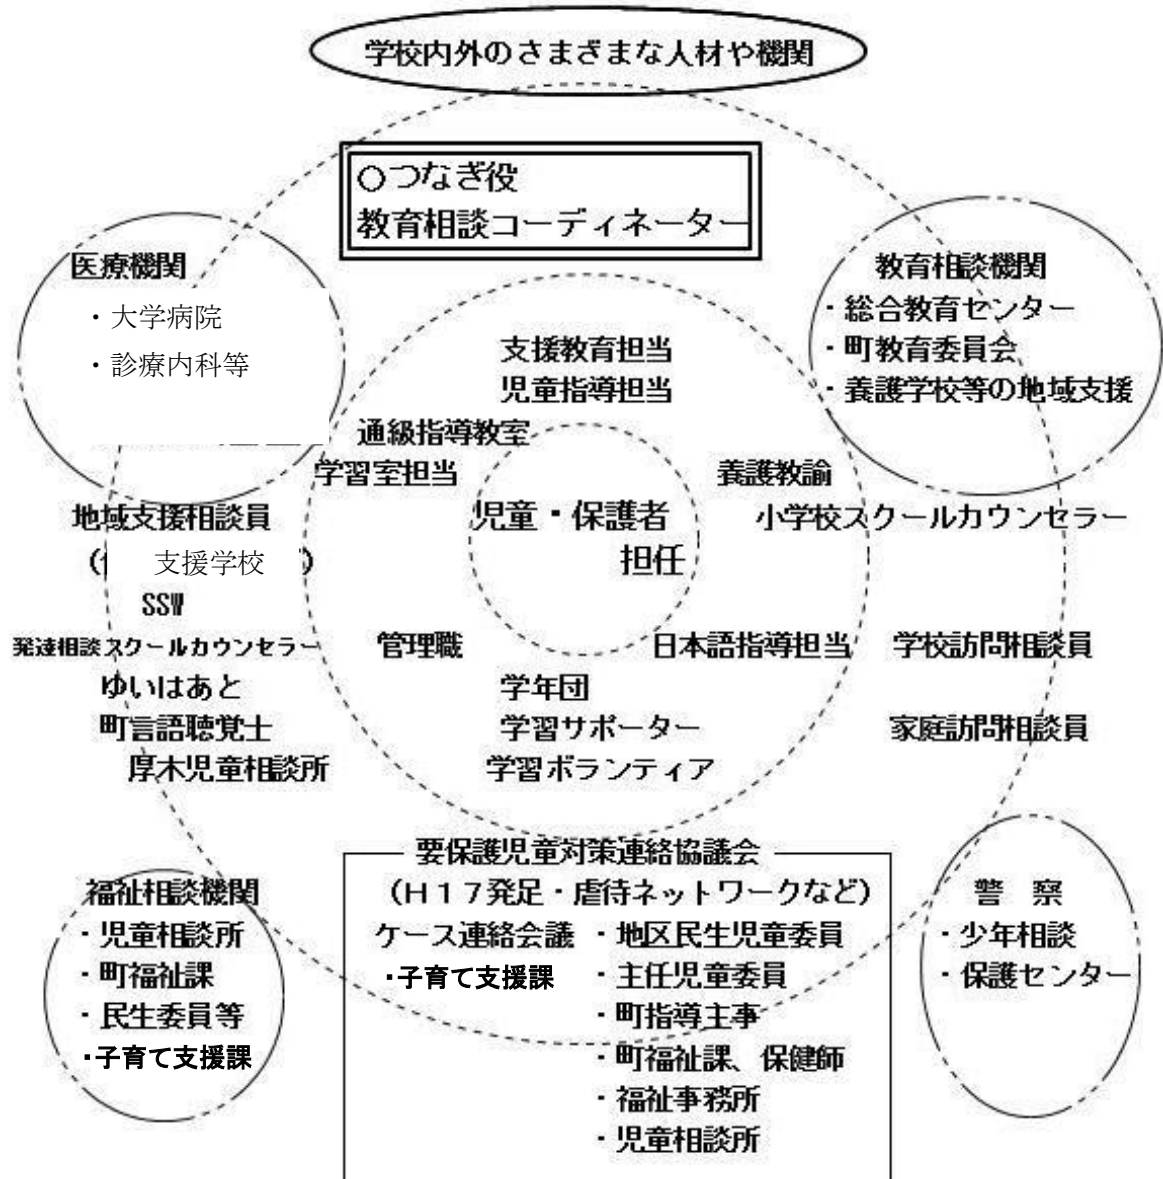 学校内外のさまざまな人材や機関
○つなぎ役
教育相談コーディネーター
医療機関
・大学病院
・診療内科等
教育相談機関
・総合教育センター
・町教育委員会
・養護学校等の地域支援
支援教育担当
児童指導担当
通級指導教室
学習室担当
養護教諭
児童・保護者
担任
小学校スクールカウンセラー
地域支援相談員
支援学校)
SSW
発達相談スクールカウンセラー
ゆいはあと
町言語聴覚士
厚木児童相談所
管理職
日本語指導担当
学年団
学習サポーター
学習ボランティア
学校訪問相談員
家庭訪問相談員
福祉相談機関
・児童相談所
・町福祉課
・民生委員等
・子育て支援課
要保護児童対策連絡協議会
(H17発足・虐待ネットワークなど)
ケース連絡会議
・子育て支援課
・地区民生児童委員
・主任児童委員
・町指導主事
・町福祉課、保健師
・福祉事務所
・児童相談所
警 察
・少年相談
・保護センター